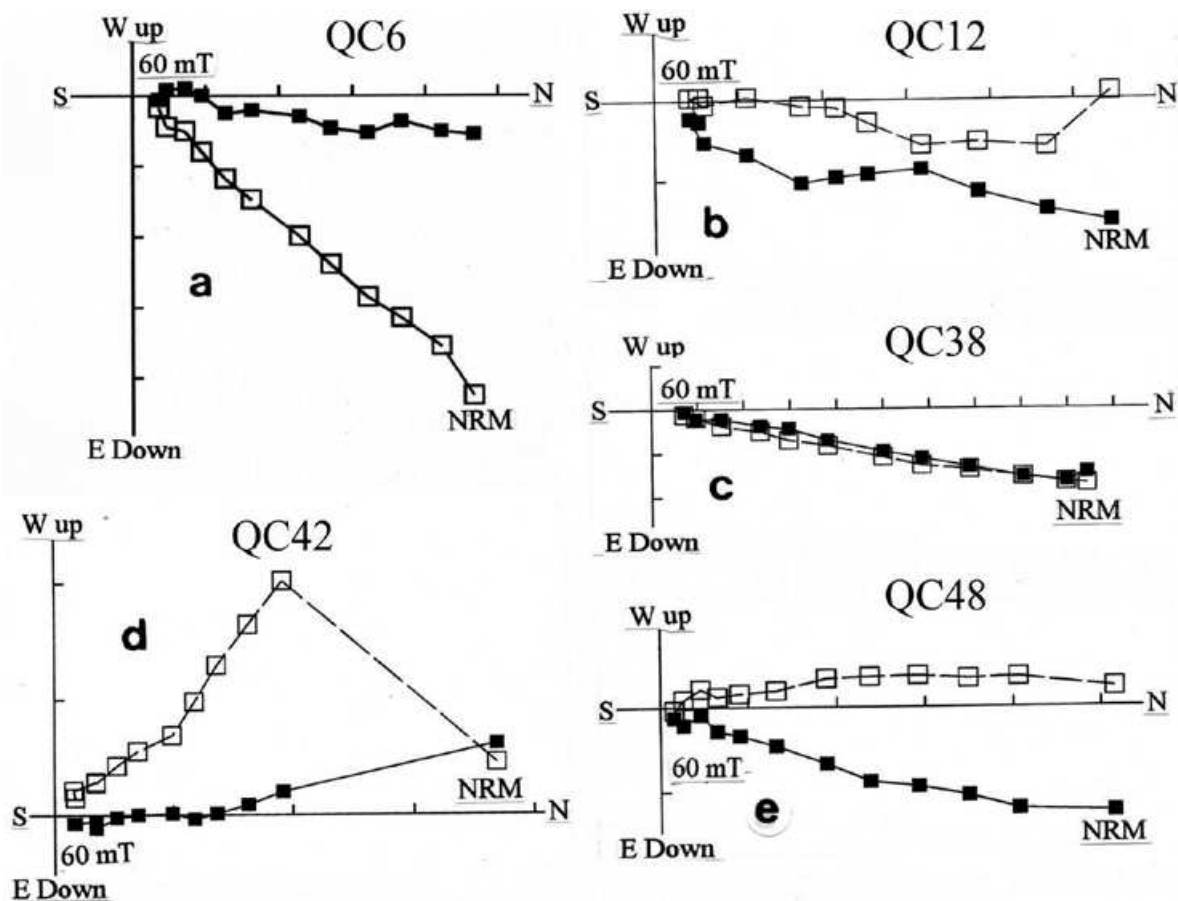 W up
QC6
60 mT
S
N
a
NRM
E Down
W up
QC12
60 mT
S
N
b
NRM
E Down
W up
QC38
60 mT
N
c
NRM
E Down
W up
QC42
d
S
N
NRM
60 mT
E Down
W up
QC48
S
N
60 mT
e
NRM
E Down